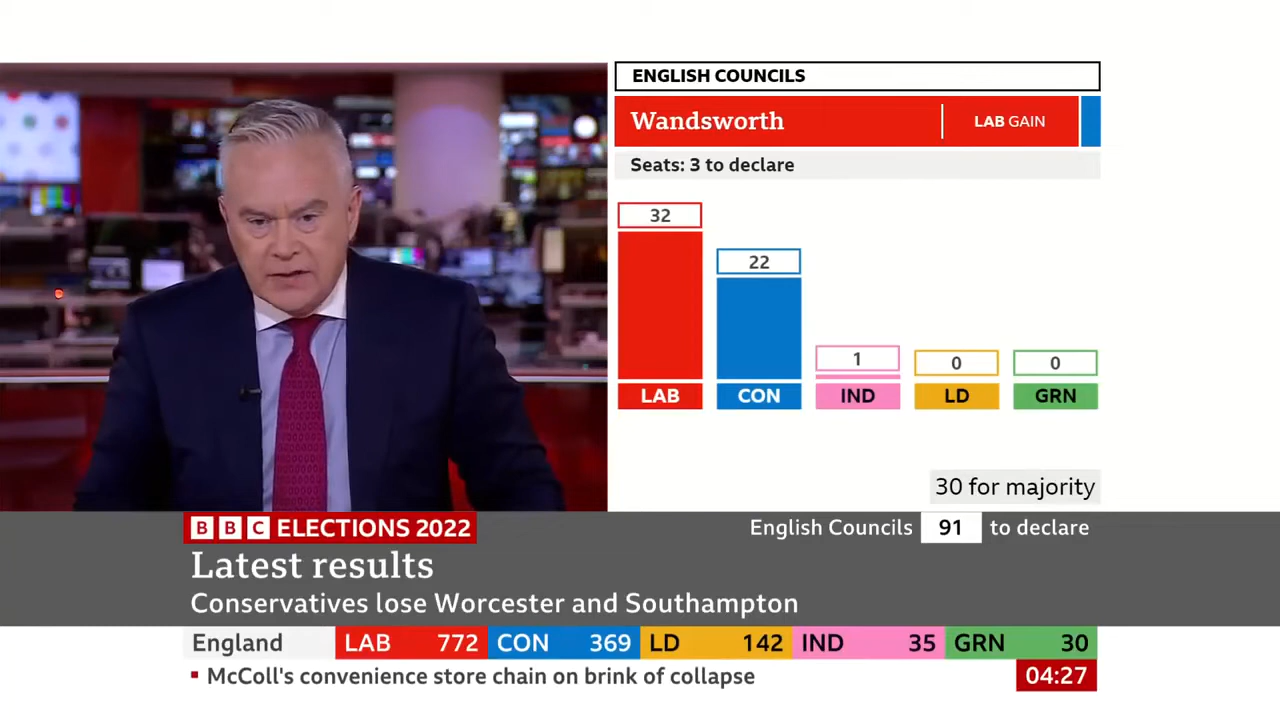 ENGLISH COUNCILS
Wandsworth LAB GAIN
Seats: 3 to declare
32
22
1
0
0
LAB CON IND LD GRN
30 for majority
BBC ELECTIONS 2022
English Councils 91 to declare
Latest results
Conservatives lose Worcester and Southampton
England LAB 772 CON 369 LD 142 IND 35 GRN 30
McColl's convenience store chain on brink of collapse
04:27